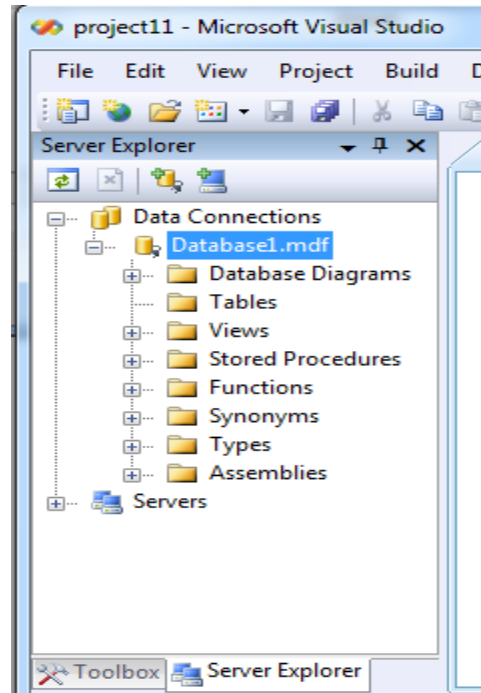 project11 - Microsoft Visual Studio
File Edit View Project Build
Server Explorer
Data Connections
Database1.mdf
Database Diagrams
Tables
Views
Stored Procedures
Functions
Synonyms
Types
Assemblies
Servers
Toolbox Server Explorer